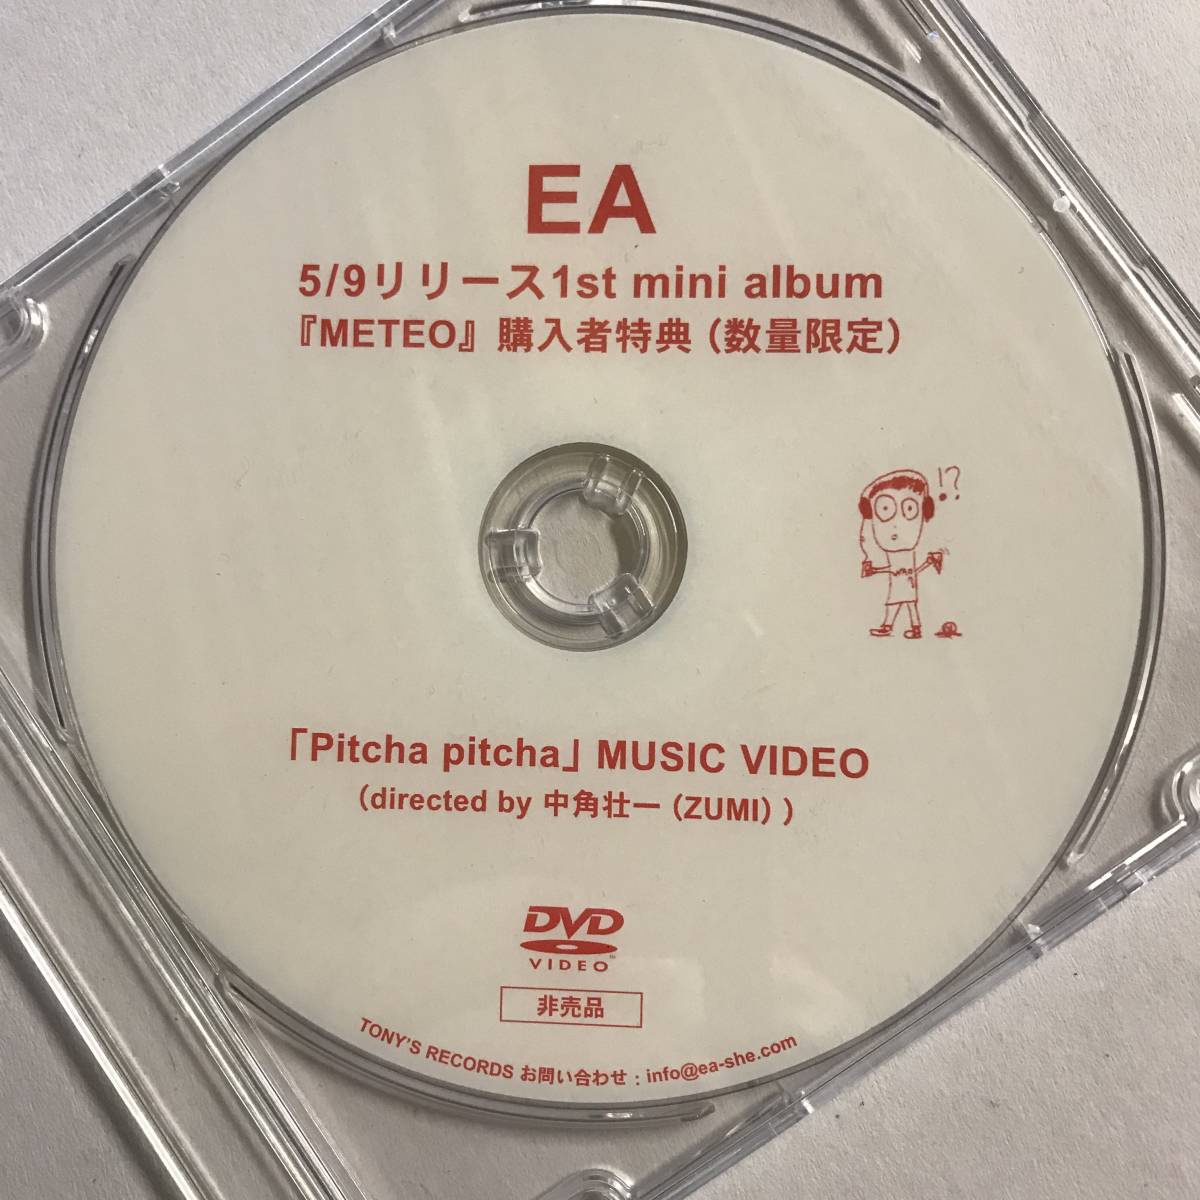 EA
5/9リリース1st mini album
『METEO』購入者特典（数量限定）
!?
「Pitcha pitcha」MUSIC VIDEO
（directed by 中角壮一（ZUMI））
DVD
VIDEO™
非売品
TONY'S RECORDS お問い合わせ：info@ea-she.com